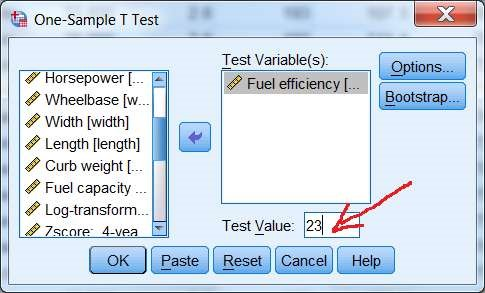 One-Sample T Test
Test Variable(s):
Horsepower [...
Wheelbase [w...
Width [width]
Length [length]
Curb weight [...
Fuel capacity ...
Log-transform...
Zscore: 4-yea
Fuel efficiency [...
Options...
Bootstrap...
Test Value: 23
OK
Paste
Reset
Cancel
Help